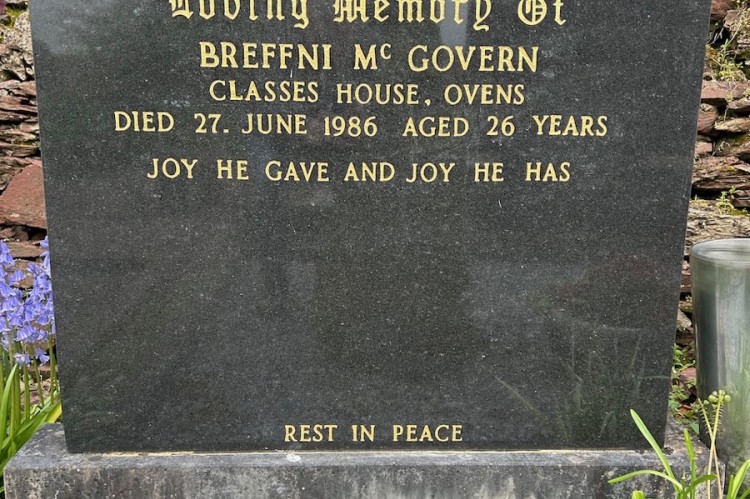 Loving Memory Of
BREFFNI Mc GOVERN
CLASSES HOUSE, OVENS
DIED 27. JUNE 1986 AGED 26 YEARS
JOY HE GAVE AND JOY HE HAS
REST IN PEACE